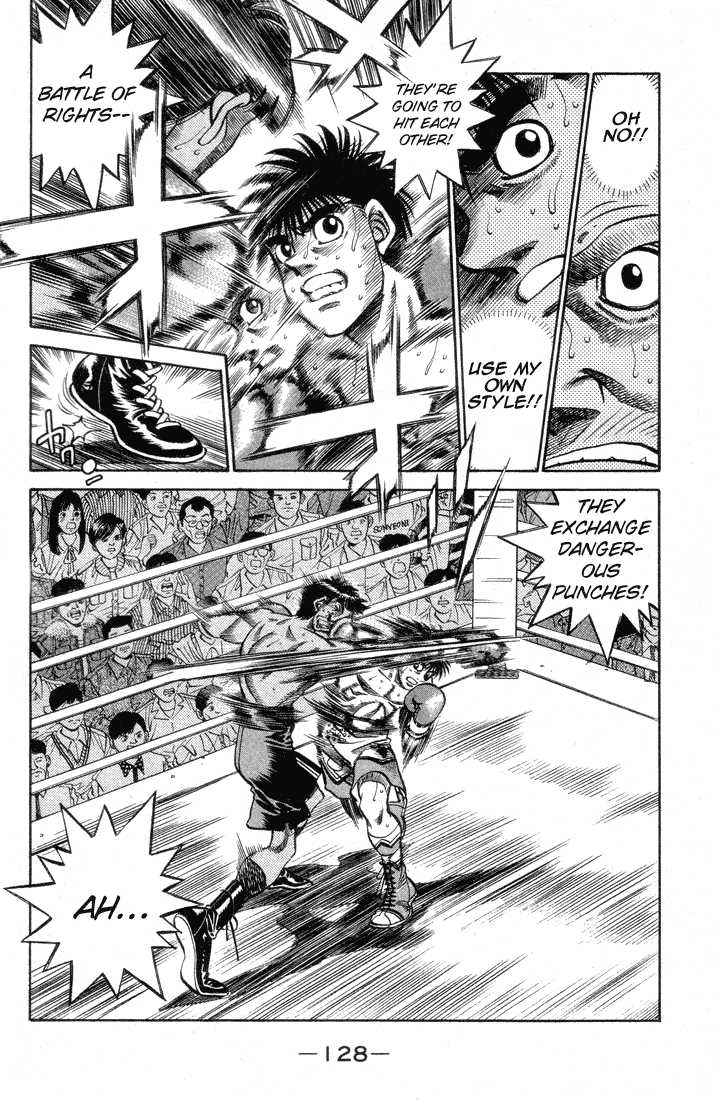 OH
NO!!
THEY'RE
GOING TO
HIT EACH
OTHER!
A
BATTLE OF
RIGHTS--
USE MY
OWN
STYLE!!
THEY
EXCHANGE
DANGER-
OUS
PUNCHES!
AH...
—128—